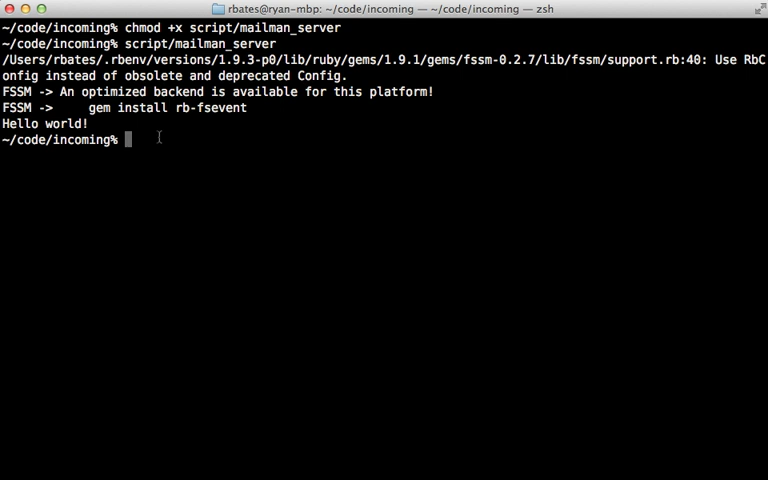 rbates@ryan-mbp: ~/code/incoming — ~/code/incoming — zsh
~/code/incoming% chmod +x script/mailman_server
~/code/incoming% script/mailman_server
/Users/rbates/.rbenv/versions/1.9.3-p0/lib/ruby/gems/1.9.1/gems/fssm-0.2.7/lib/fssm/support.rb:40: Use RbC
onfig instead of obsolete and deprecated Config.
FSSM -> An optimized backend is available for this platform!
FSSM ->     gem install rb-fsevent
Hello world!
~/code/incoming%